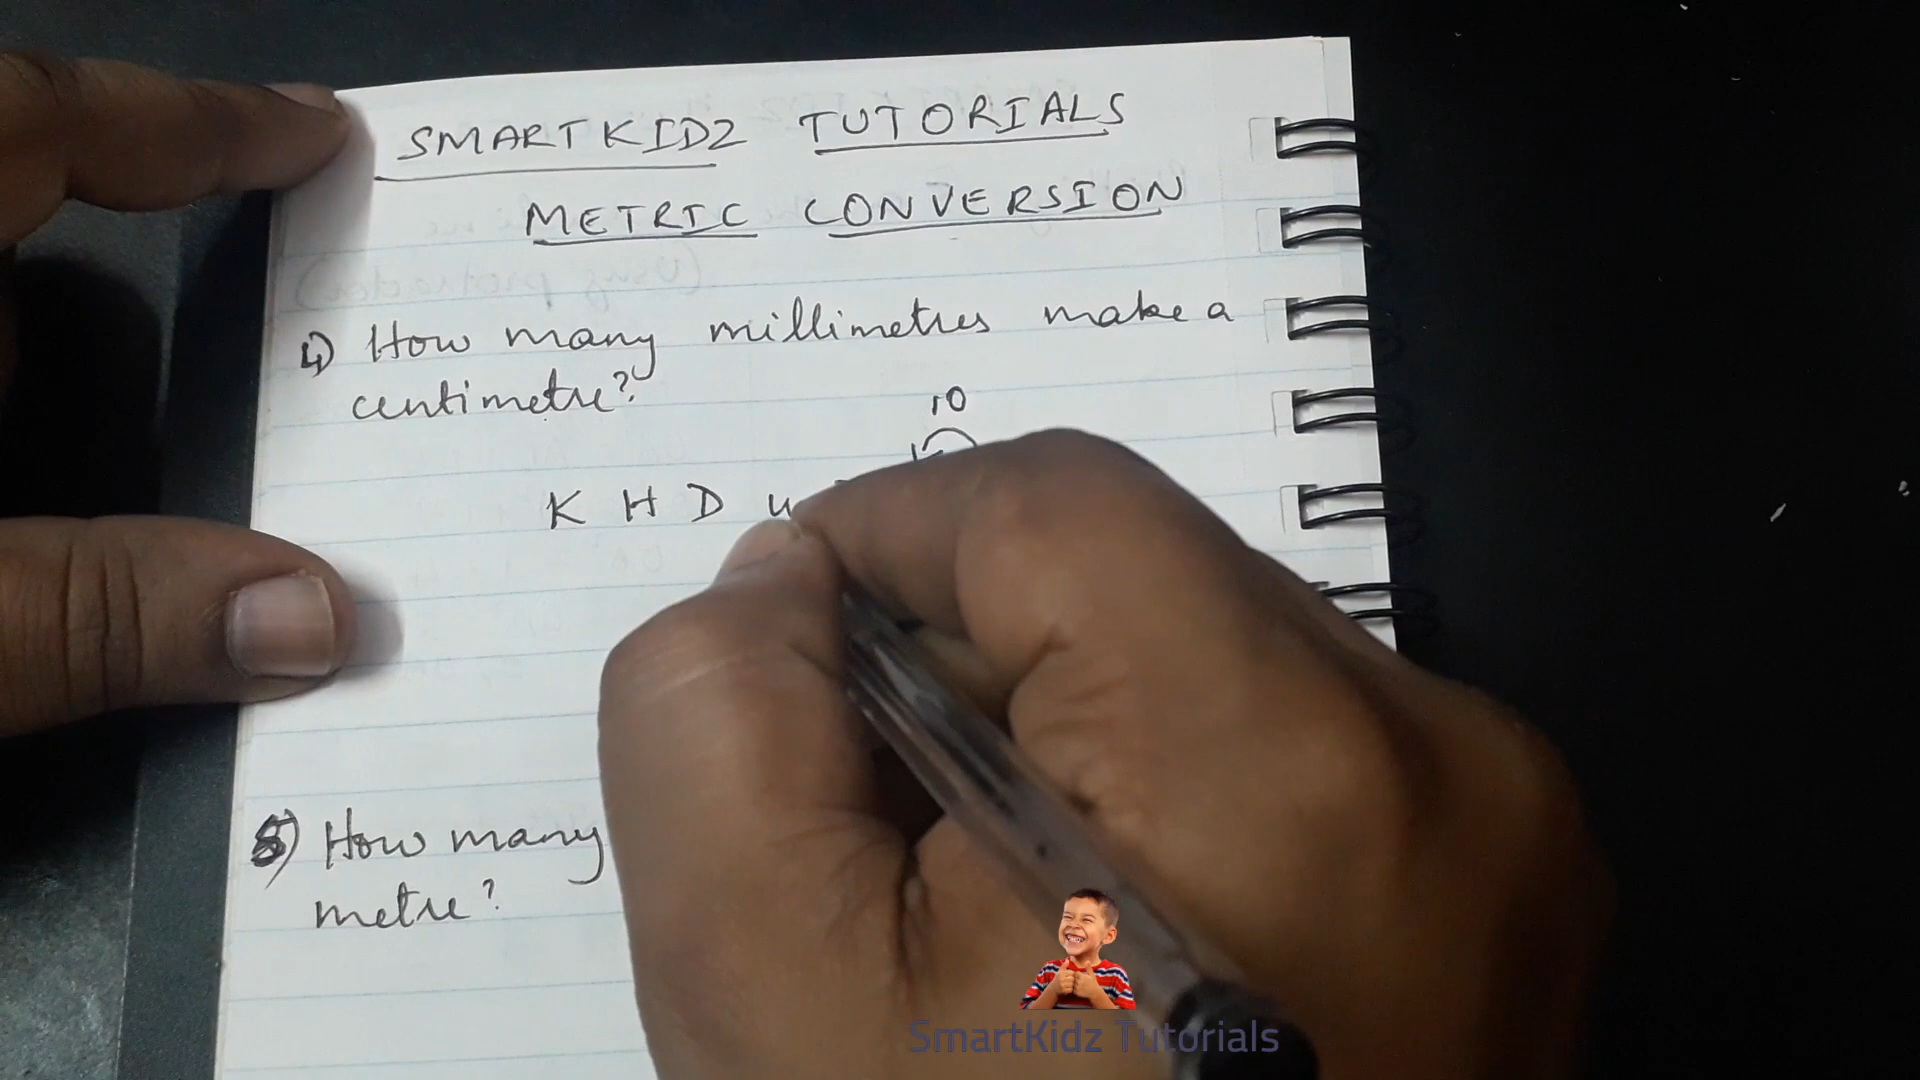 SMARTKIDZ TUTORIALS
METRIC CONVERSION
4) How many millimetres make a
centimetre?
10
K H D u
5) How many
metre?
SmartKidz Tutorials